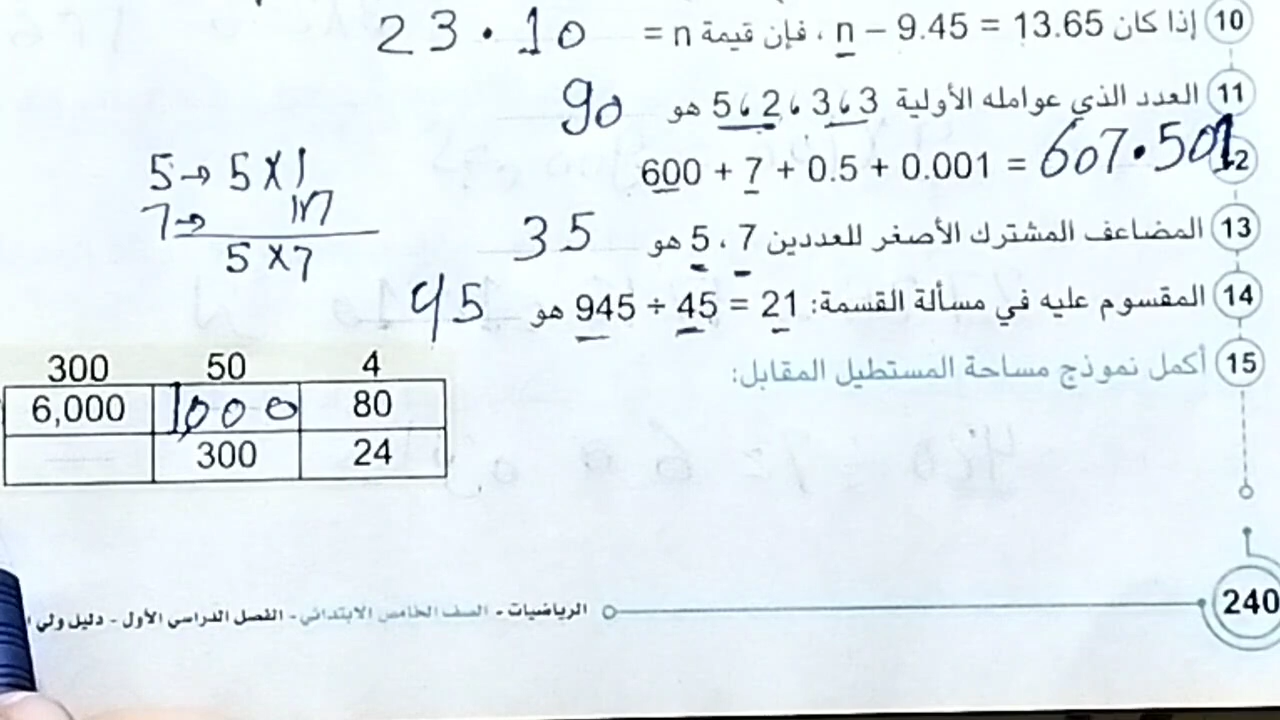 10 إذا كان n – 9.45 = 13.65 ، فإن قيمة n = 23.10
11 العدد الذي عوامله الأولية 3 ، 3 ، 2 ، 5 هو 90
12 600 + 7 + 0.5 + 0.001 = 607.501
5→ 5 X 1
7→ 1x7
5 X 7
13 المضاعف المشترك الأصغر للعددين 7 ، 5 هو 35
14 المقسوم عليه في مسألة القسمة: 945 ÷ 45 = 21 هو 45
15 أكمل نموذج مساحة المستطيل المقابل:
300 50 4
6,000 1000 80
300 24
240
الرياضيات - الصف الخامس الابتدائي - الفصل الدراسي الأول - دليل ولي